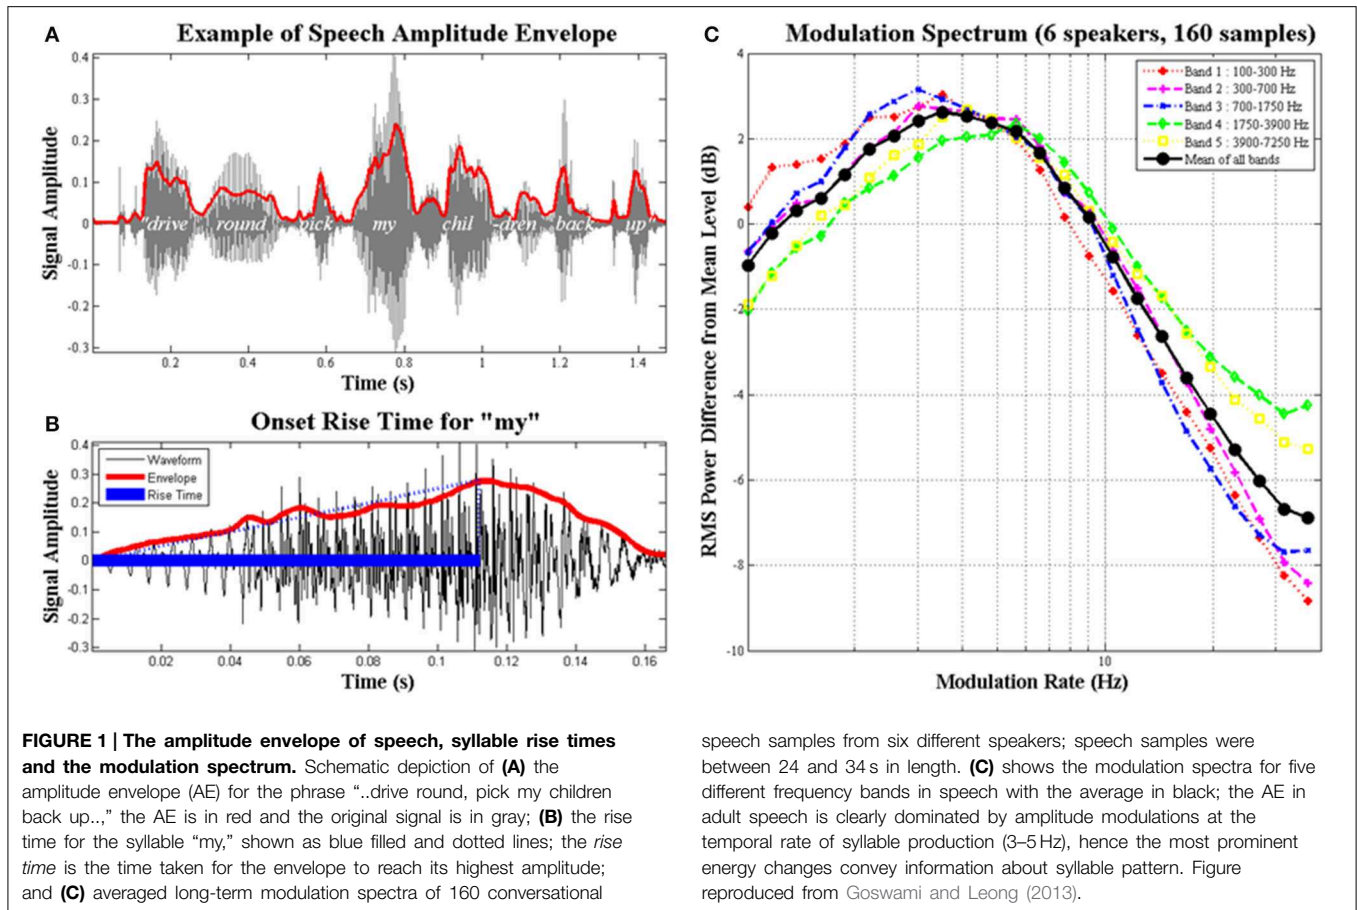 A
Example of Speech Amplitude Envelope
Signal Amplitude
0.4
0.3
0.2
0.1
0
-0.1
-0.2
-0.3
"drive round pick my chil -dren back up"
0.2 0.4 0.6 0.8 1 1.2 1.4
Time (s)
B
Onset Rise Time for "my"
Signal Amplitude
0.4
0.3
0.2
0.1
0
-0.1
-0.2
-0.3
Waveform
Envelope
Rise Time
0.02 0.04 0.06 0.08 0.1 0.12 0.14 0.16
Time (s)
C
Modulation Spectrum (6 speakers, 160 samples)
RMS Power Difference from Mean Level (dB)
4
2
0
-2
-4
-6
-8
-10
Band 1 : 100-300 Hz
Band 2 : 300-700 Hz
Band 3 : 700-1750 Hz
Band 4 : 1750-3900 Hz
Band 5 : 3900-7250 Hz
Mean of all bands
10
Modulation Rate (Hz)
FIGURE 1 | The amplitude envelope of speech, syllable rise times
and the modulation spectrum. Schematic depiction of (A) the
amplitude envelope (AE) for the phrase “..drive round, pick my children
back up..,” the AE is in red and the original signal is in gray; (B) the rise
time for the syllable “my,” shown as blue filled and dotted lines; the rise
time is the time taken for the envelope to reach its highest amplitude;
and (C) averaged long-term modulation spectra of 160 conversational
speech samples from six different speakers; speech samples were
between 24 and 34 s in length. (C) shows the modulation spectra for five
different frequency bands in speech with the average in black; the AE in
adult speech is clearly dominated by amplitude modulations at the
temporal rate of syllable production (3–5 Hz), hence the most prominent
energy changes convey information about syllable pattern. Figure
reproduced from Goswami and Leong (2013).